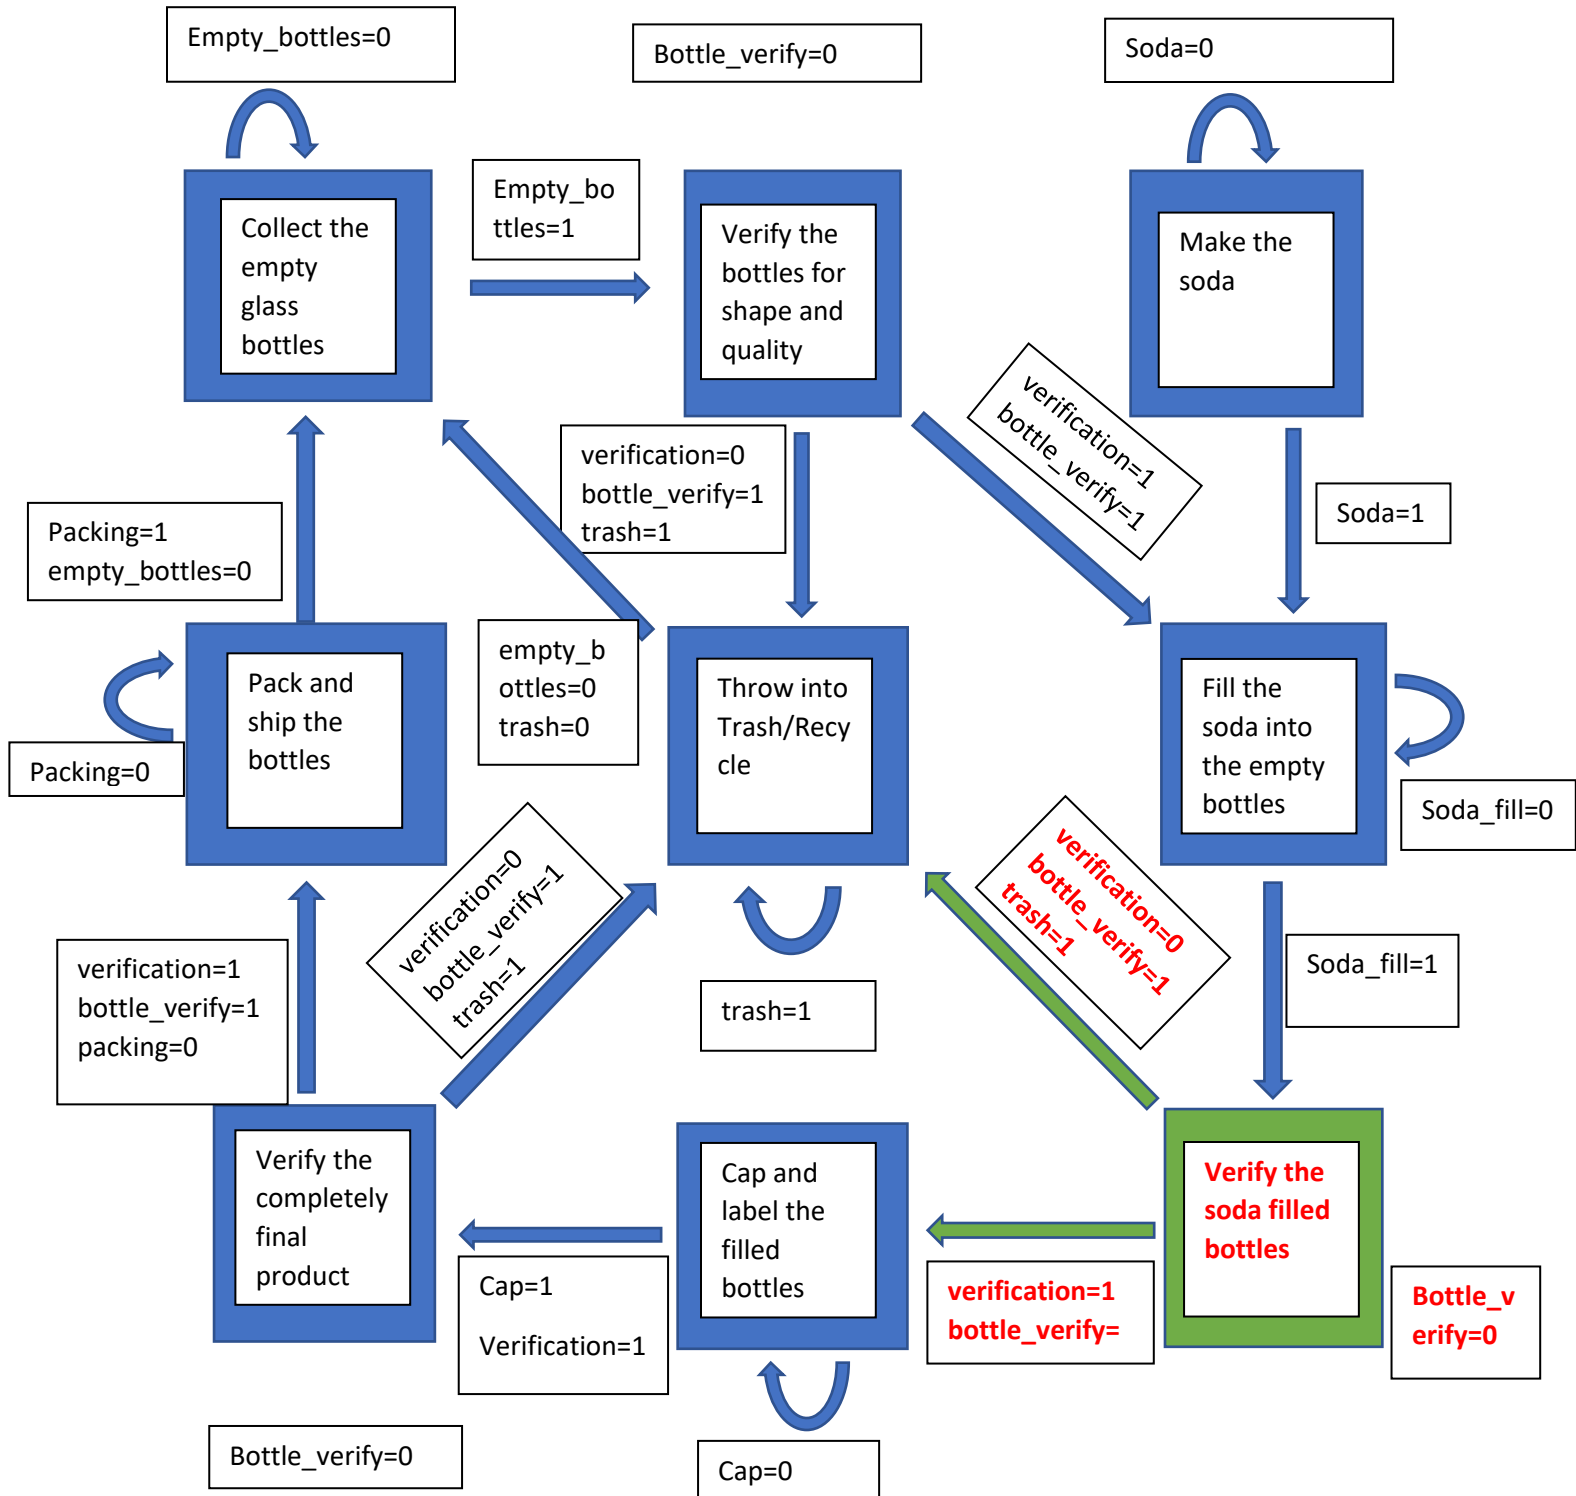 Empty_bottles=0
Bottle_verify=0
Soda=0
Collect the
empty
glass
bottles
Empty_bo
ttles=1
Verify the
bottles for
shape and
quality
Make the
soda
verification=1
bottle_verify=1
verification=0
bottle_verify=1
trash=1
Soda=1
Packing=1
empty_bottles=0
Pack and
ship the
bottles
Packing=0
empty_b
ottles=0
trash=0
Throw into
Trash/Recy
cle
Fill the
soda into
the empty
bottles
Soda_fill=0
verification=0
bottle_verify=1
trash=1
verification=0
bottle_verify=1
trash=1
Soda_fill=1
verification=1
bottle_verify=1
packing=0
trash=1
Verify the
completely
final
product
Cap=1
Verification=1
Cap and
label the
filled
bottles
verification=1
bottle_verify=
Verify the
soda filled
bottles
Bottle_v
erify=0
Bottle_verify=0
Cap=0